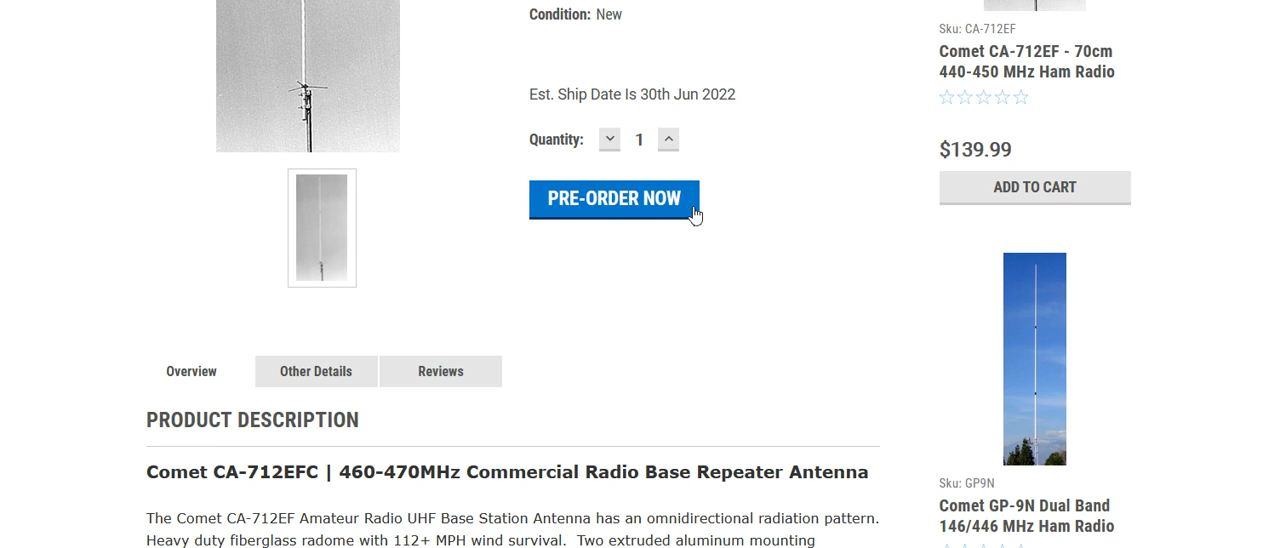 Condition: New
Est. Ship Date Is 30th Jun 2022
Quantity: 1
PRE-ORDER NOW
Overview
Other Details
Reviews
PRODUCT DESCRIPTION
Comet CA-712EFC | 460-470MHz Commercial Radio Base Repeater Antenna
The Comet CA-712EF Amateur Radio UHF Base Station Antenna has an omnidirectional radiation pattern.
Heavy duty fiberglass radome with 112+ MPH wind survival. Two extruded aluminum mounting
Sku: CA-712EF
Comet CA-712EF - 70cm
440-450 MHz Ham Radio
$139.99
ADD TO CART
Sku: GP9N
Comet GP-9N Dual Band
146/446 MHz Ham Radio